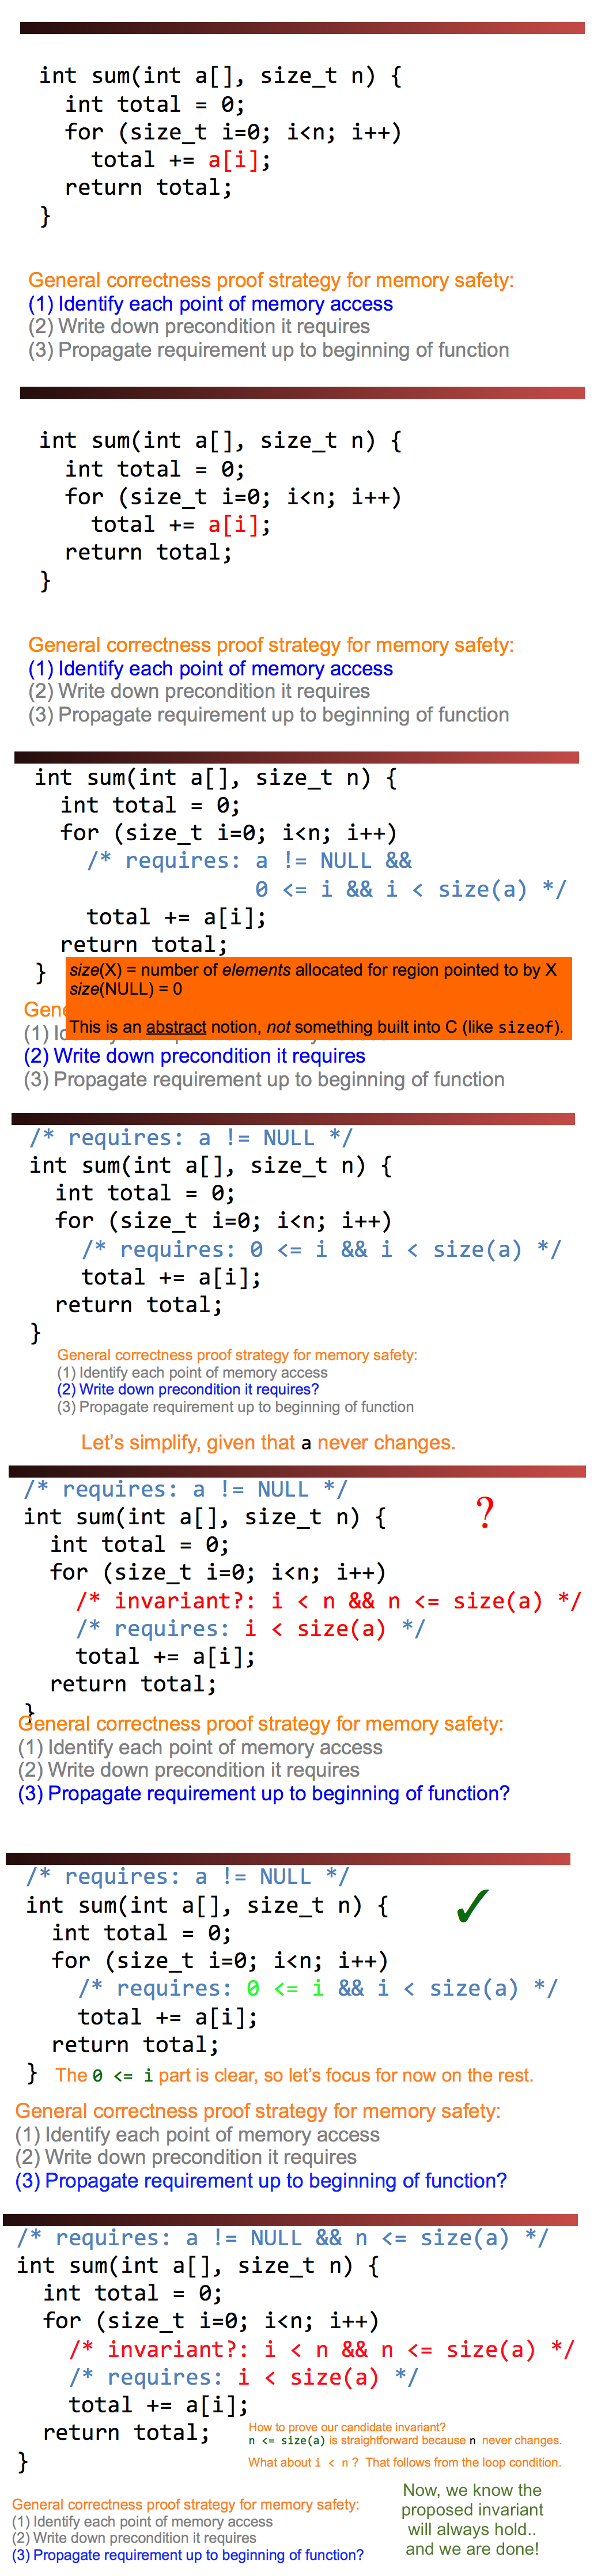 int sum(int a[], size_t n) {
int total = 0;
for (size_t i=0; i<n; i++)
total += a[i];
return total;
}
General correctness proof strategy for memory safety:
(1) Identify each point of memory access
(2) Write down precondition it requires
(3) Propagate requirement up to beginning of function
int sum(int a[], size_t n) {
int total = 0;
for (size_t i=0; i<n; i++)
total += a[i];
return total;
}
General correctness proof strategy for memory safety:
(1) Identify each point of memory access
(2) Write down precondition it requires
(3) Propagate requirement up to beginning of function
int sum(int a[], size_t n) {
int total = 0;
for (size_t i=0; i<n; i++)
/* requires: a != NULL &&
0 <= i && i < size(a) */
total += a[i];
return total;
}
size(X) = number of elements allocated for region pointed to by X
size(NULL) = 0
This is an abstract notion, not something built into C (like sizeof).
(2) Write down precondition it requires
(3) Propagate requirement up to beginning of function
/* requires: a != NULL */
int sum(int a[], size_t n) {
int total = 0;
for (size_t i=0; i<n; i++)
/* requires: 0 <= i && i < size(a) */
total += a[i];
return total;
}
General correctness proof strategy for memory safety:
(1) Identify each point of memory access
(2) Write down precondition it requires?
(3) Propagate requirement up to beginning of function
Let's simplify, given that a never changes.
/* requires: a != NULL */
int sum(int a[], size_t n) {
?
int total = 0;
for (size_t i=0; i<n; i++)
/* invariant?: i < n && n <= size(a) */
/* requires: i < size(a) */
total += a[i];
return total;
}
General correctness proof strategy for memory safety:
(1) Identify each point of memory access
(2) Write down precondition it requires
(3) Propagate requirement up to beginning of function?
/* requires: a != NULL */
int sum(int a[], size_t n) {
✓
int total = 0;
for (size_t i=0; i<n; i++)
/* requires: 0 <= i && i < size(a) */
total += a[i];
return total;
} The 0 <= i part is clear, so let's focus for now on the rest.
General correctness proof strategy for memory safety:
(1) Identify each point of memory access
(2) Write down precondition it requires
(3) Propagate requirement up to beginning of function?
/* requires: a != NULL && n <= size(a) */
int sum(int a[], size_t n) {
int total = 0;
for (size_t i=0; i<n; i++)
/* invariant?: i < n && n <= size(a) */
/* requires: i < size(a) */
total += a[i];
return total;
}
How to prove our candidate invariant?
n <= size(a) is straightforward because n never changes.
What about i < n ? That follows from the loop condition.
General correctness proof strategy for memory safety:
(1) Identify each point of memory access
(2) Write down precondition it requires
(3) Propagate requirement up to beginning of function?
Now, we know the
proposed invariant
will always hold..
and we are done!